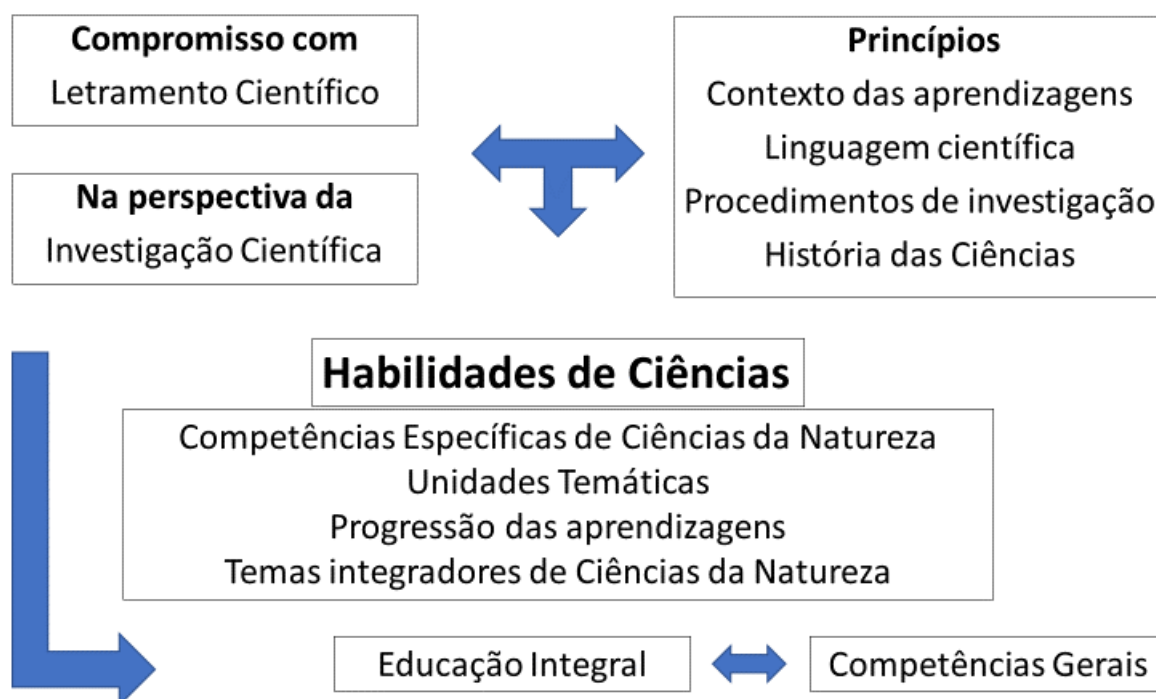 Compromisso com
Letramento Científico
Na perspectiva da
Investigação Científica
Princípios
Contexto das aprendizagens
Linguagem científica
Procedimentos de investigação
História das Ciências
Habilidades de Ciências
Competências Específicas de Ciências da Natureza
Unidades Temáticas
Progressão das aprendizagens
Temas integradores de Ciências da Natureza
Educação Integral
Competências Gerais